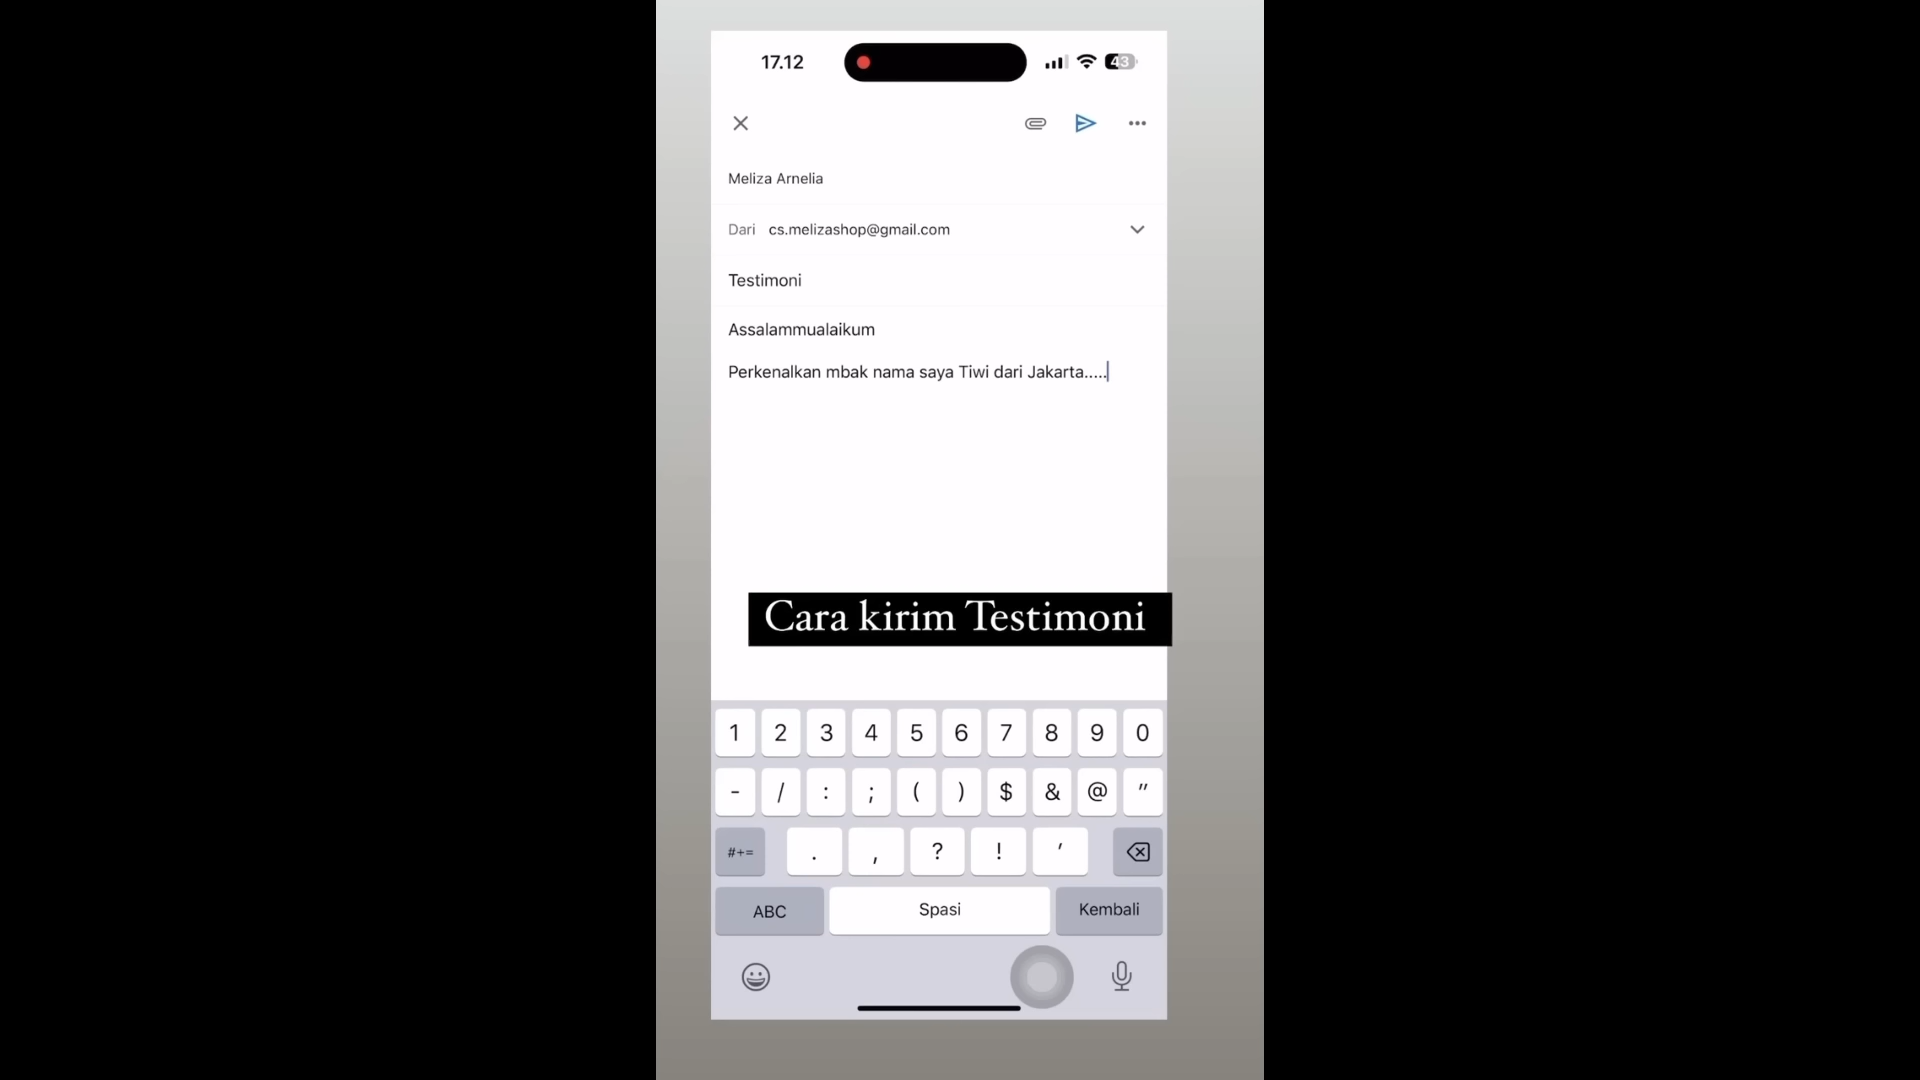 17.12
43
Meliza Arnelia
Dari cs.melizashop@gmail.com
Testimoni
Assalammualaikum
Perkenalkan mbak nama saya Tiwi dari Jakarta.....
Cara kirim Testimoni
1 2 3 4 5 6 7 8 9 0
- / : ; ( ) $ & @ "
#+= . , ? ! '
ABC Spasi Kembali